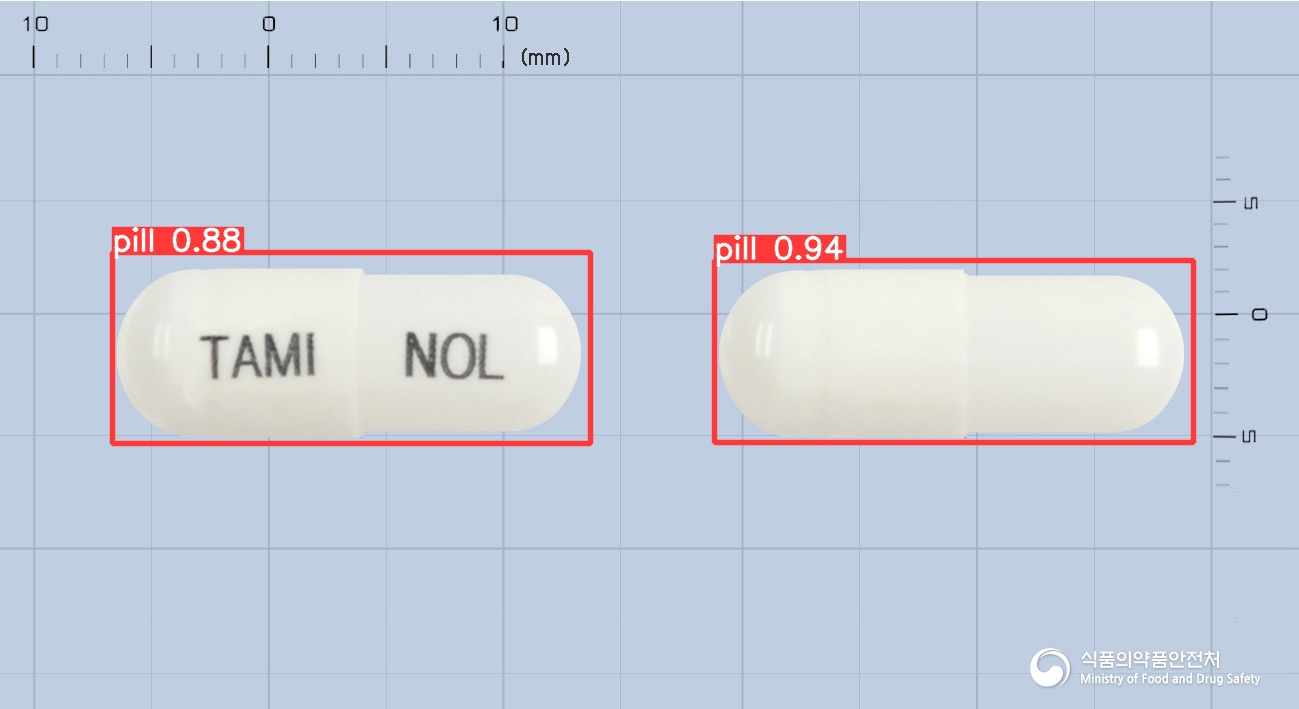 10 0 10
(mm)
pill 0.88
pill 0.94
TAMI NOL
5
0
5
식품의약품안전처
Ministry of Food and Drug Safety